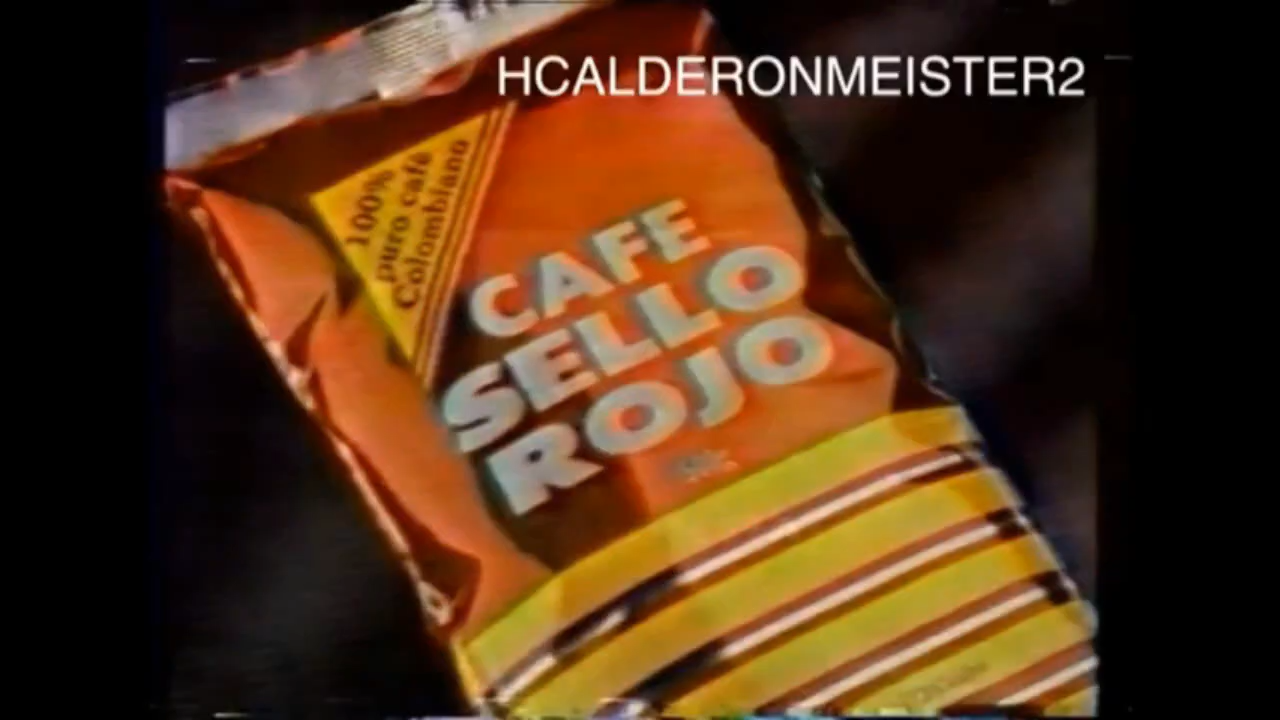 HCALDERONMEISTER2
100%
puro café
Colombiano
CAFE
SELLO
ROJO